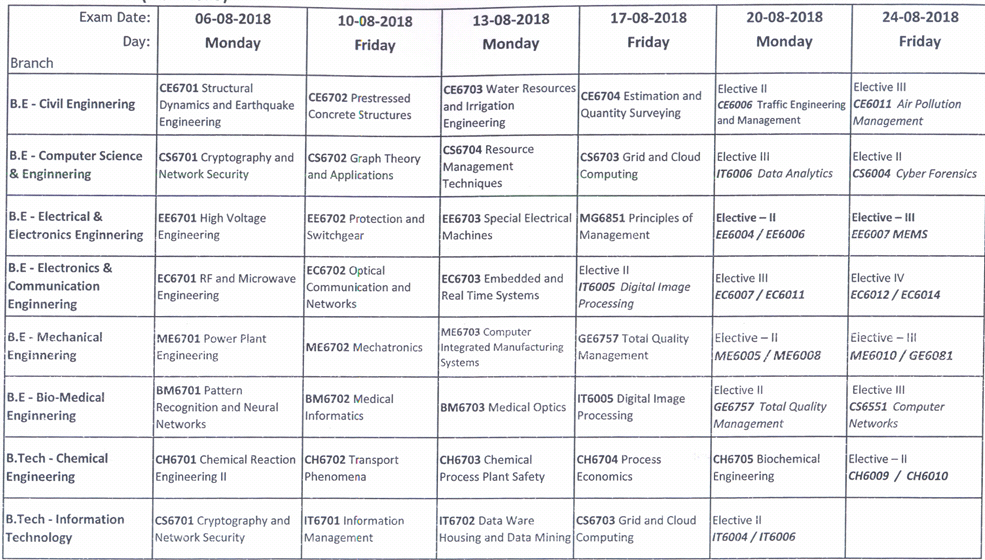 Exam Date: 06-08-2018 10-08-2018 13-08-2018 17-08-2018 20-08-2018 24-08-2018
Day: Monday Friday Monday Friday Monday Friday
Branch
B.E - Civil Enginnering
CE6701 Structural
Dynamics and Earthquake
Engineering
CE6702 Prestressed
Concrete Structures
CE6703 Water Resources
and Irrigation
Engineering
CE6704 Estimation and
Quantity Surveying
Elective II
CE6006 Traffic Engineering
and Management
Elective III
CE6011 Air Pollution
Management
B.E - Computer Science
& Enginnering
CS6701 Cryptography and
Network Security
CS6702 Graph Theory
and Applications
CS6704 Resource
Management
Techniques
CS6703 Grid and Cloud
Computing
Elective III
IT6006 Data Analytics
Elective II
CS6004 Cyber Forensics
B.E - Electrical &
Electronics Enginnering
EE6701 High Voltage
Engineering
EE6702 Protection and
Switchgear
EE6703 Special Electrical
Machines
MG6851 Principles of
Management
Elective – II
EE6004 / EE6006
Elective – III
EE6007 MEMS
B.E - Electronics &
Communication
Enginnering
EC6701 RF and Microwave
Engineering
EC6702 Optical
Communication and
Networks
EC6703 Embedded and
Real Time Systems
Elective II
IT6005 Digital Image
Processing
Elective III
EC6007 / EC6011
Elective IV
EC6012 / EC6014
B.E - Mechanical
Enginnering
ME6701 Power Plant
Engineering
ME6702 Mechatronics
ME6703 Computer
Integrated Manufacturing
Systems
GE6757 Total Quality
Management
Elective – II
ME6005 / ME6008
Elective – III
ME6010 / GE6081
B.E - Bio-Medical
Enginnering
BM6701 Pattern
Recognition and Neural
Networks
BM6702 Medical
Informatics
BM6703 Medical Optics
IT6005 Digital Image
Processing
Elective II
GE6757 Total Quality
Management
Elective III
CS6551 Computer
Networks
B.Tech - Chemical
Engineering
CH6701 Chemical Reaction
Engineering II
CH6702 Transport
Phenomena
CH6703 Chemical
Process Plant Safety
CH6704 Process
Economics
CH6705 Biochemical
Engineering
Elective – II
CH6009 / CH6010
B.Tech - Information
Technology
CS6701 Cryptography and
Network Security
IT6701 Information
Management
IT6702 Data Ware
Housing and Data Mining
CS6703 Grid and Cloud
Computing
Elective II
IT6004 / IT6006